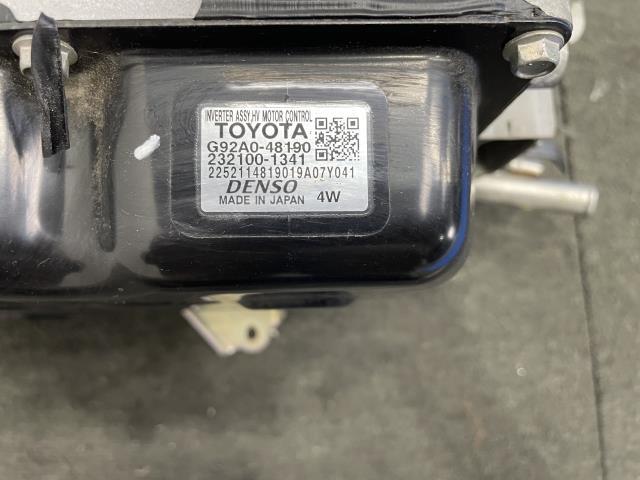 INVERTER ASSY,HV MOTOR CONTROL
TOYOTA
G92A0-48190
232100-1341
2252114819019A07Y041
DENSO
MADE IN JAPAN 4W